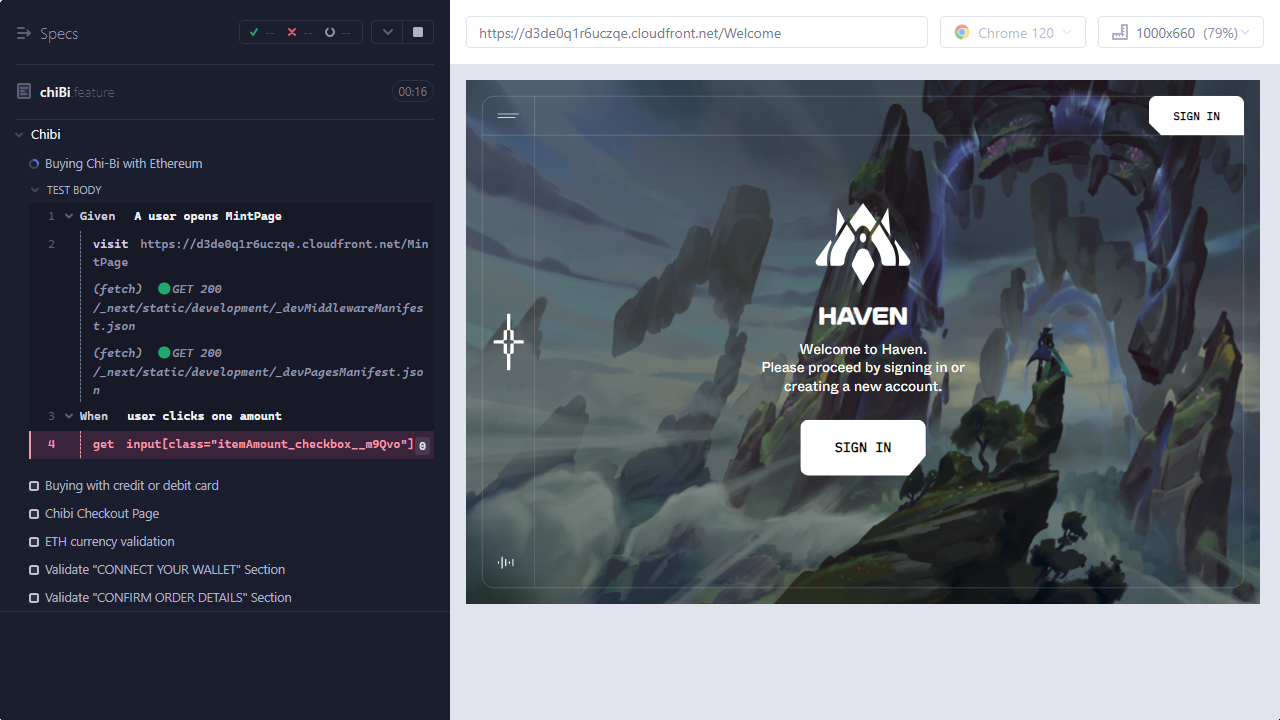 Specs
-- -- --
chiBi.feature 00:16
Chibi
Buying Chi-Bi with Ethereum
TEST BODY
1 Given A user opens MintPage
2 visit https://d3de0q1r6uczqe.cloudfront.net/Min
tPage
(fetch) GET 200
/_next/static/development/_devMiddlewareManifes
t.json
(fetch) GET 200
/_next/static/development/_devPagesManifest.jso
n
3 When user clicks one amount
4 get input[class="itemAmount_checkbox__m9Qvo"] 0
Buying with credit or debit card
Chibi Checkout Page
ETH currency validation
Validate "CONNECT YOUR WALLET" Section
Validate "CONFIRM ORDER DETAILS" Section
https://d3de0q1r6uczqe.cloudfront.net/Welcome
Chrome 120
1000x660 (79%)
SIGN IN
HAVEN
Welcome to Haven.
Please proceed by signing in or
creating a new account.
SIGN IN